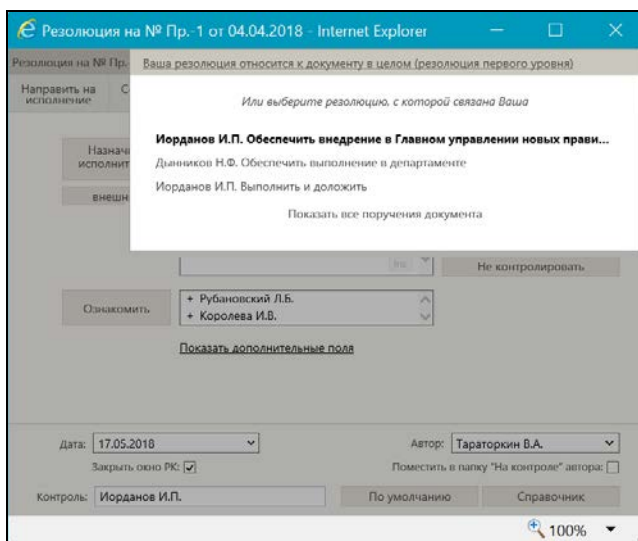 Резолюция на № Пр.-1 от 04.04.2018 - Internet Explorer
Резолюция на № Пр.-
Ваша резолюция относится к документу в целом (резолюция первого уровня)
Направить на
исполнение
С
Или выберите резолюцию, с которой связана Ваша
Иорданов И.П. Обеспечить внедрение в Главном управлении новых прави...
Дынников Н.Ф. Обеспечить выполнение в департаменте
Иорданов И.П. Выполнить и доложить
Показать все поручения документа
Назначи
исполнит
внешн
Не контролировать
Ознакомить
+ Рубановский Л.Б.
+ Королева И.В.
Показать дополнительные поля
Дата: 17.05.2018
Автор: Тараторкин В.А.
Закрыть окно РК:
Поместить в папку "На контроле" автора:
Контроль: Иорданов И.П.
По умолчанию
Справочник
100%